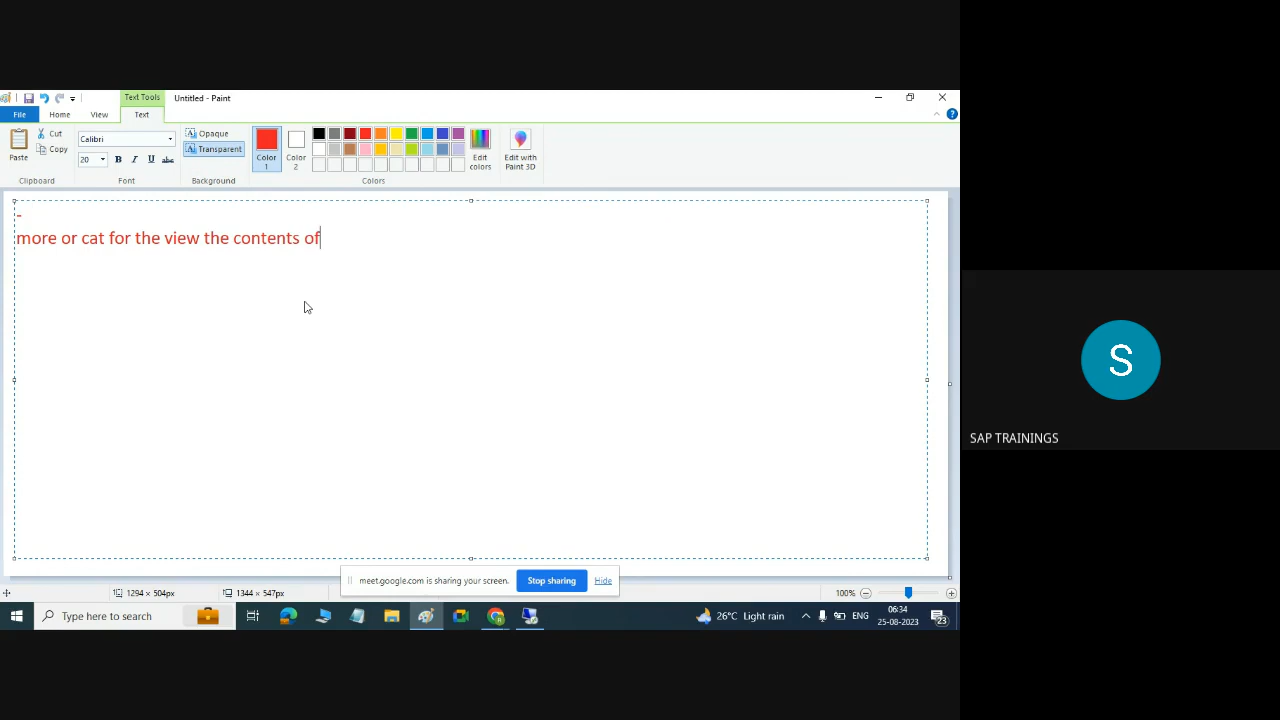 Text Tools
Untitled - Paint
File
Home
View
Text
Paste
Cut
Copy
Clipboard
Calibri
20
B I U abc
Font
Opaque
Transparent
Background
Color 1
Color 2
Edit colors
Colors
Edit with Paint 3D
-
more or cat for the view the contents of
meet.google.com is sharing your screen.
Stop sharing
Hide
1294 × 504px
1344 × 547px
100%
Type here to search
26°C Light rain
ENG
06:34
25-08-2023
23
S
SAP TRAININGS